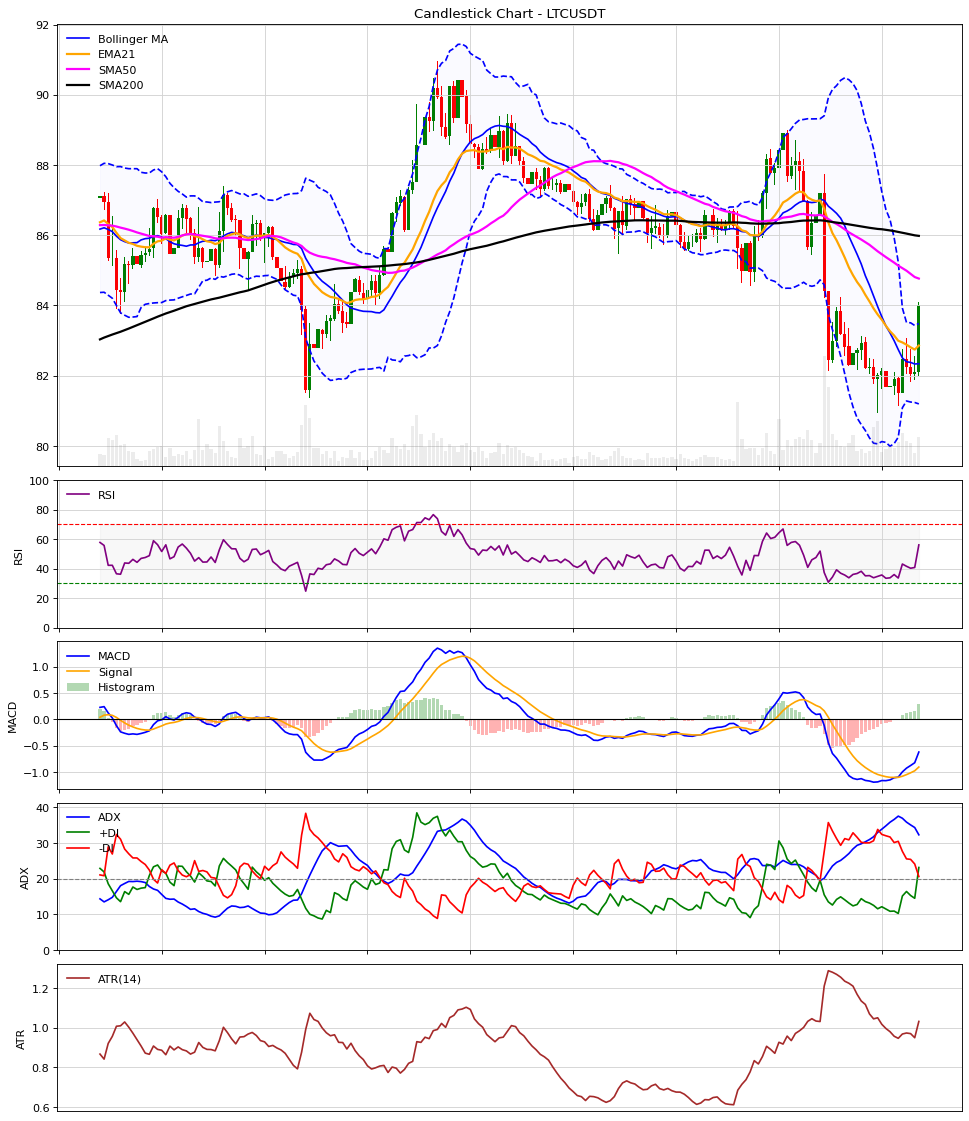 Candlestick Chart - LTCUSDT
92
90
88
86
84
82
80
Bollinger MA
EMA21
SMA50
SMA200
100
80
60
40
20
0
RSI
RSI
1.0
0.5
0.0
−0.5
−1.0
MACD
MACD
Signal
Histogram
40
30
20
10
0
ADX
ADX
+DI
-DI
1.2
1.0
0.8
0.6
ATR
ATR(14)